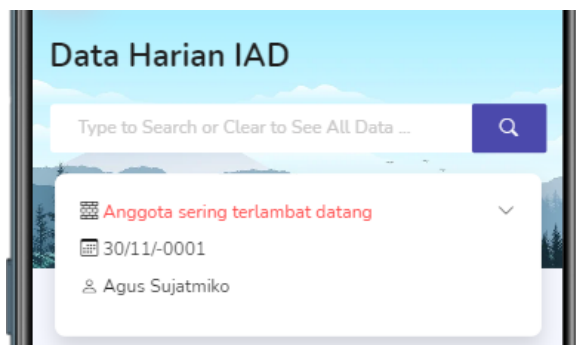 Data Harian IAD
Type to Search or Clear to See All Data ...
Anggota sering terlambat datang
30/11/-0001
Agus Sujatmiko